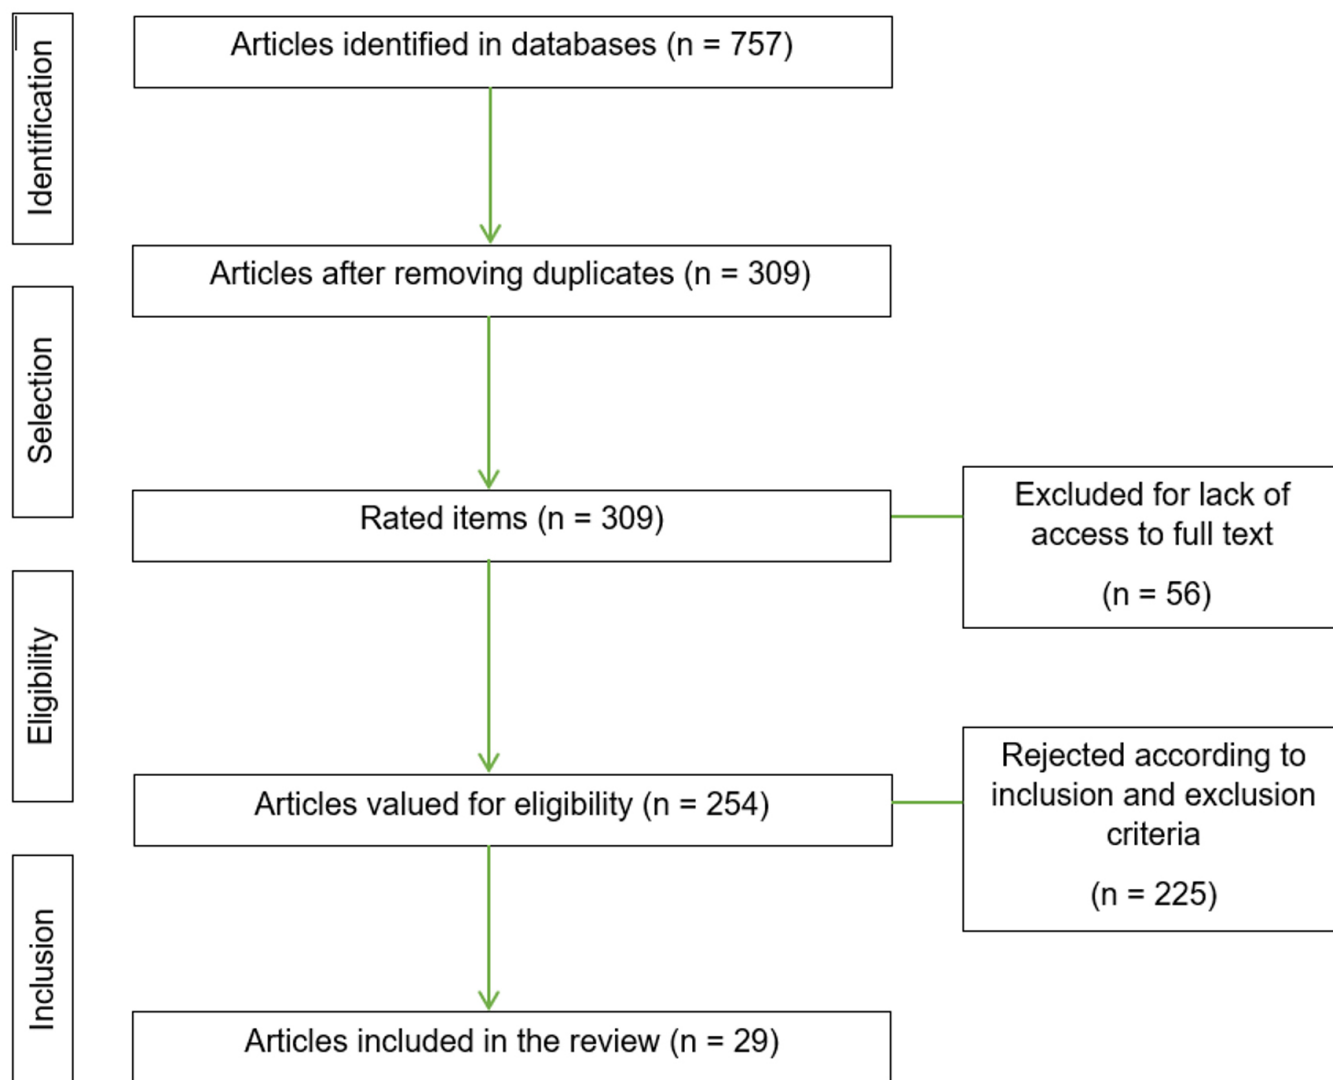 Identification
Articles identified in databases (n = 757)
Articles after removing duplicates (n = 309)
Selection
Rated items (n = 309)
Excluded for lack of
access to full text
(n = 56)
Eligibility
Articles valued for eligibility (n = 254)
Rejected according to
inclusion and exclusion
criteria
(n = 225)
Inclusion
Articles included in the review (n = 29)